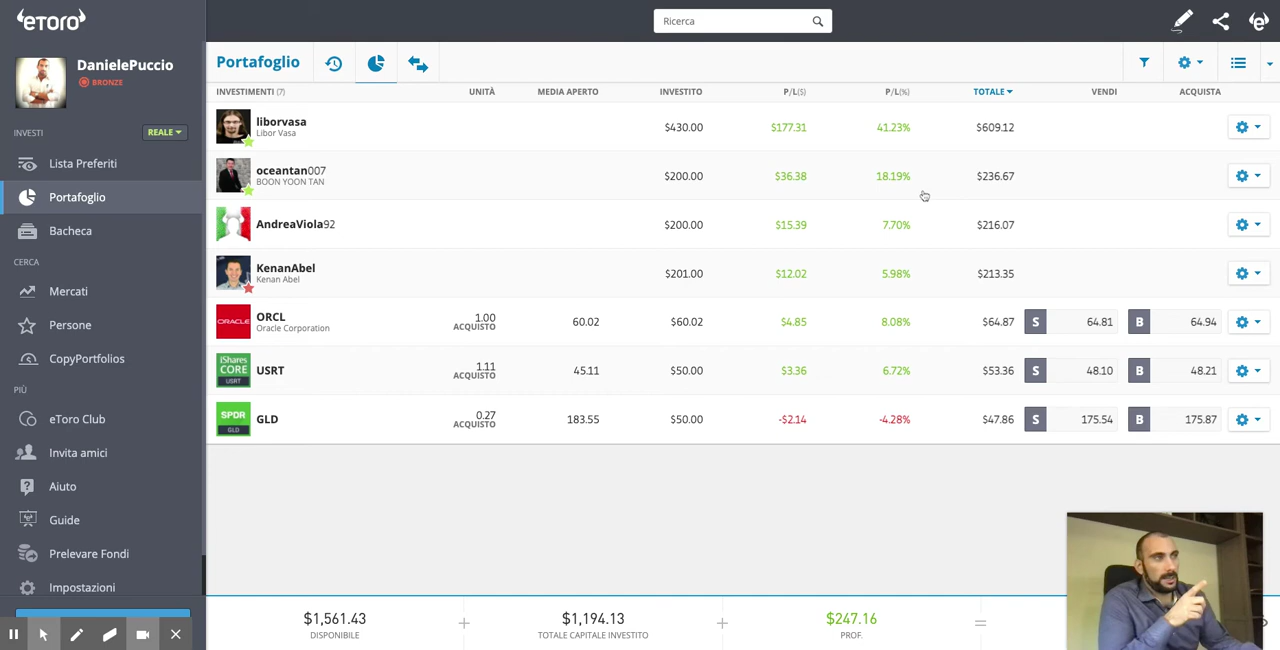 eToro
Ricerca
DanielePuccio
BRONZE
INVESTI
REALE
Lista Preferiti
Portafoglio
Bacheca
CERCA
Mercati
Persone
CopyPortfolios
PIÙ
eToro Club
Invita amici
Aiuto
Guide
Prelevare Fondi
Impostazioni
Portafoglio
INVESTIMENTI (7) UNITÀ MEDIA APERTO INVESTITO P/L($) P/L(%) TOTALE VENDI ACQUISTA
liborvasa $430.00 $177.31 41.23% $609.12
Libor Vasa
oceantan007 $200.00 $36.38 18.19% $236.67
BOON YOON TAN
AndreaViola92 $200.00 $15.39 7.70% $216.07
KenanAbel $201.00 $12.02 5.98% $213.35
Kenan Abel
ORACLE ORCL 1.00 60.02 $60.02 $4.85 8.08% $64.87 S 64.81 B 64.94
Oracle Corporation ACQUISTO
iShares CORE USRT USRT 1.11 45.11 $50.00 $3.36 6.72% $53.36 S 48.10 B 48.21
ACQUISTO
SPDR GLD GLD 0.27 183.55 $50.00 -$2.14 -4.28% $47.86 S 175.54 B 175.87
ACQUISTO
$1,561.43 + $1,194.13 + $247.16 =
DISPONIBILE TOTALE CAPITALE INVESTITO PROF.